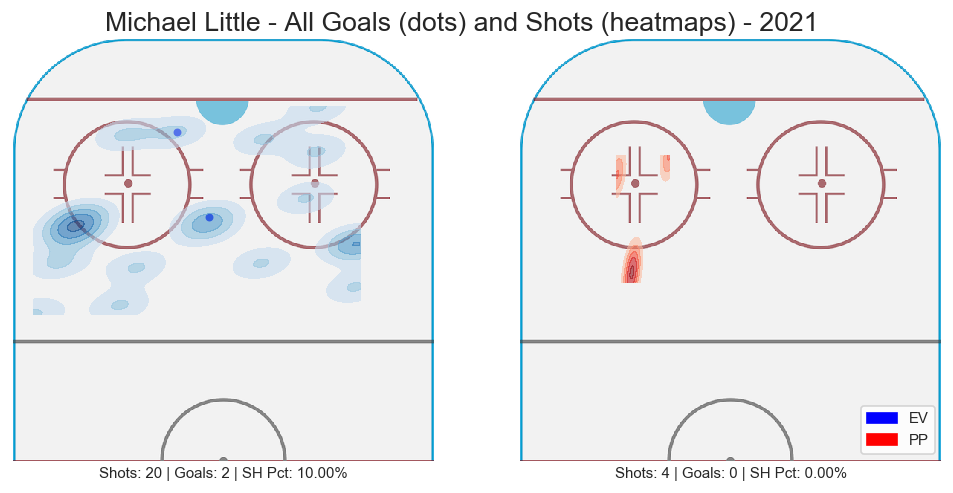 Michael Little - All Goals (dots) and Shots (heatmaps) - 2021
EV
PP
Shots: 20 | Goals: 2 | SH Pct: 10.00%
Shots: 4 | Goals: 0 | SH Pct: 0.00%